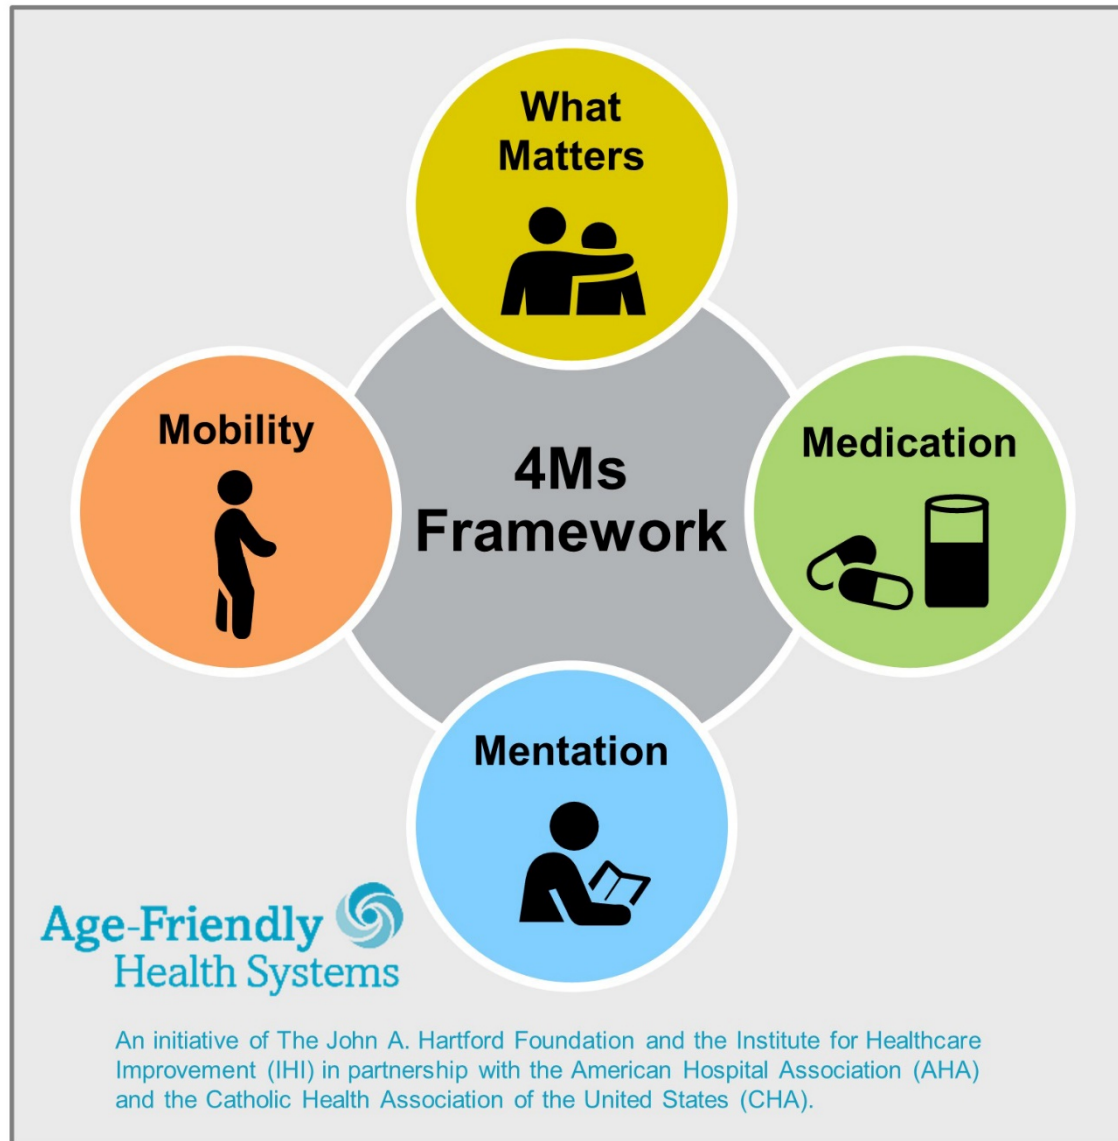 What
Matters
Mobility
4Ms
Framework
Medication
Mentation
Age-Friendly
Health Systems
An initiative of The John A. Hartford Foundation and the Institute for Healthcare
Improvement (IHI) in partnership with the American Hospital Association (AHA)
and the Catholic Health Association of the United States (CHA).